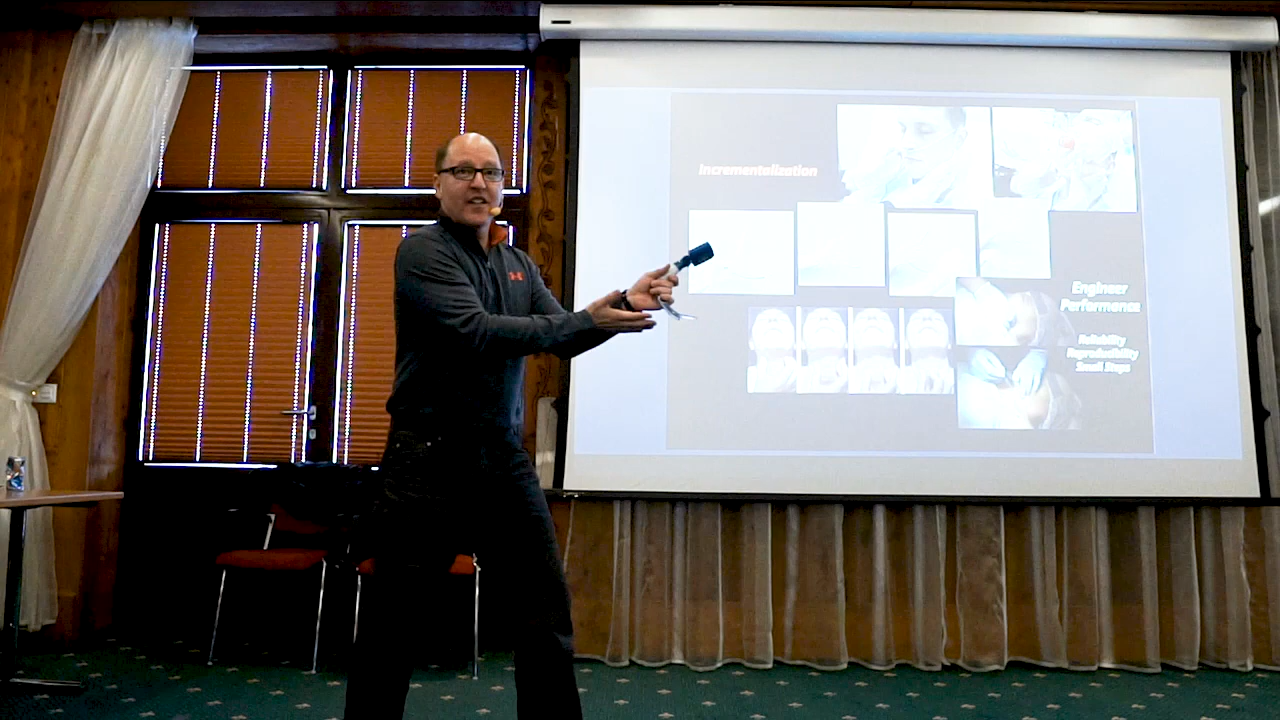 Incrementalization
Engineer
Performance
Reliability
Reproducibility
Small Steps